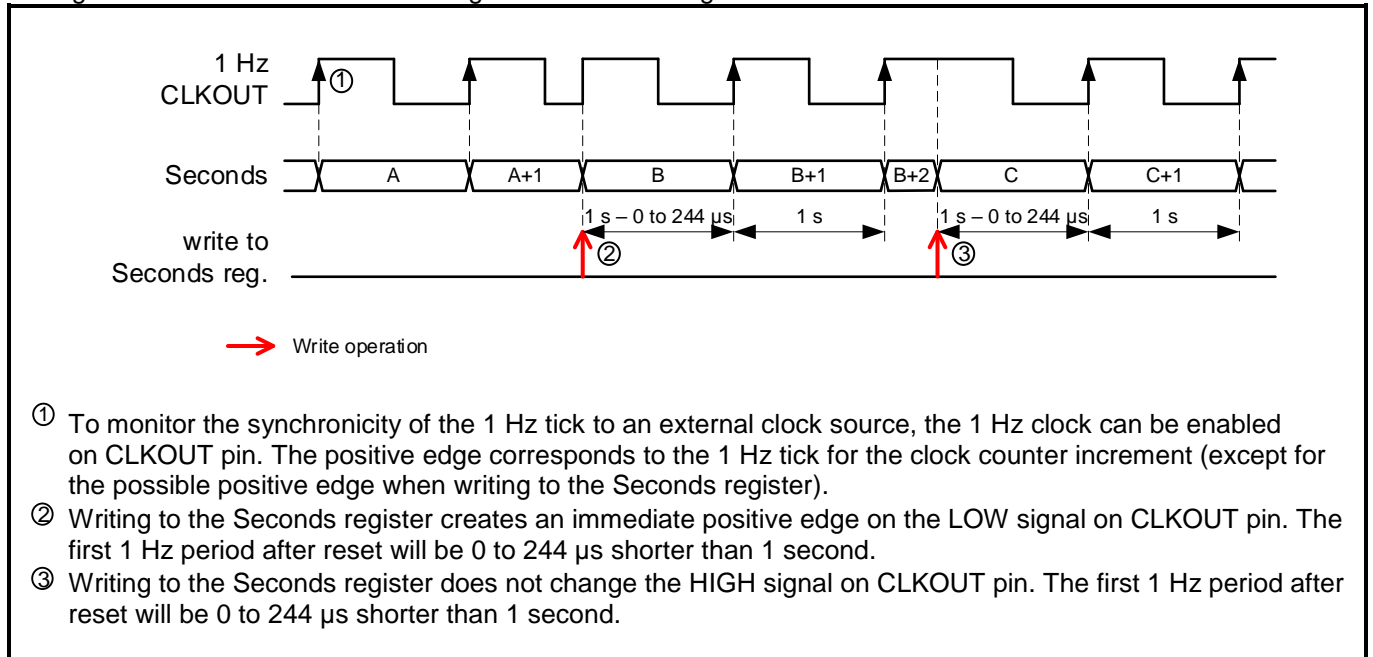 1 Hz
CLKOUT
①
Seconds
A
A+1
B
B+1
B+2
C
C+1
1 s – 0 to 244 µs
1 s
1 s – 0 to 244 µs
1 s
write to
Seconds reg.
②
③
Write operation
① To monitor the synchronicity of the 1 Hz tick to an external clock source, the 1 Hz clock can be enabled
on CLKOUT pin. The positive edge corresponds to the 1 Hz tick for the clock counter increment (except for
the possible positive edge when writing to the Seconds register).
② Writing to the Seconds register creates an immediate positive edge on the LOW signal on CLKOUT pin. The
first 1 Hz period after reset will be 0 to 244 µs shorter than 1 second.
③ Writing to the Seconds register does not change the HIGH signal on CLKOUT pin. The first 1 Hz period after
reset will be 0 to 244 µs shorter than 1 second.